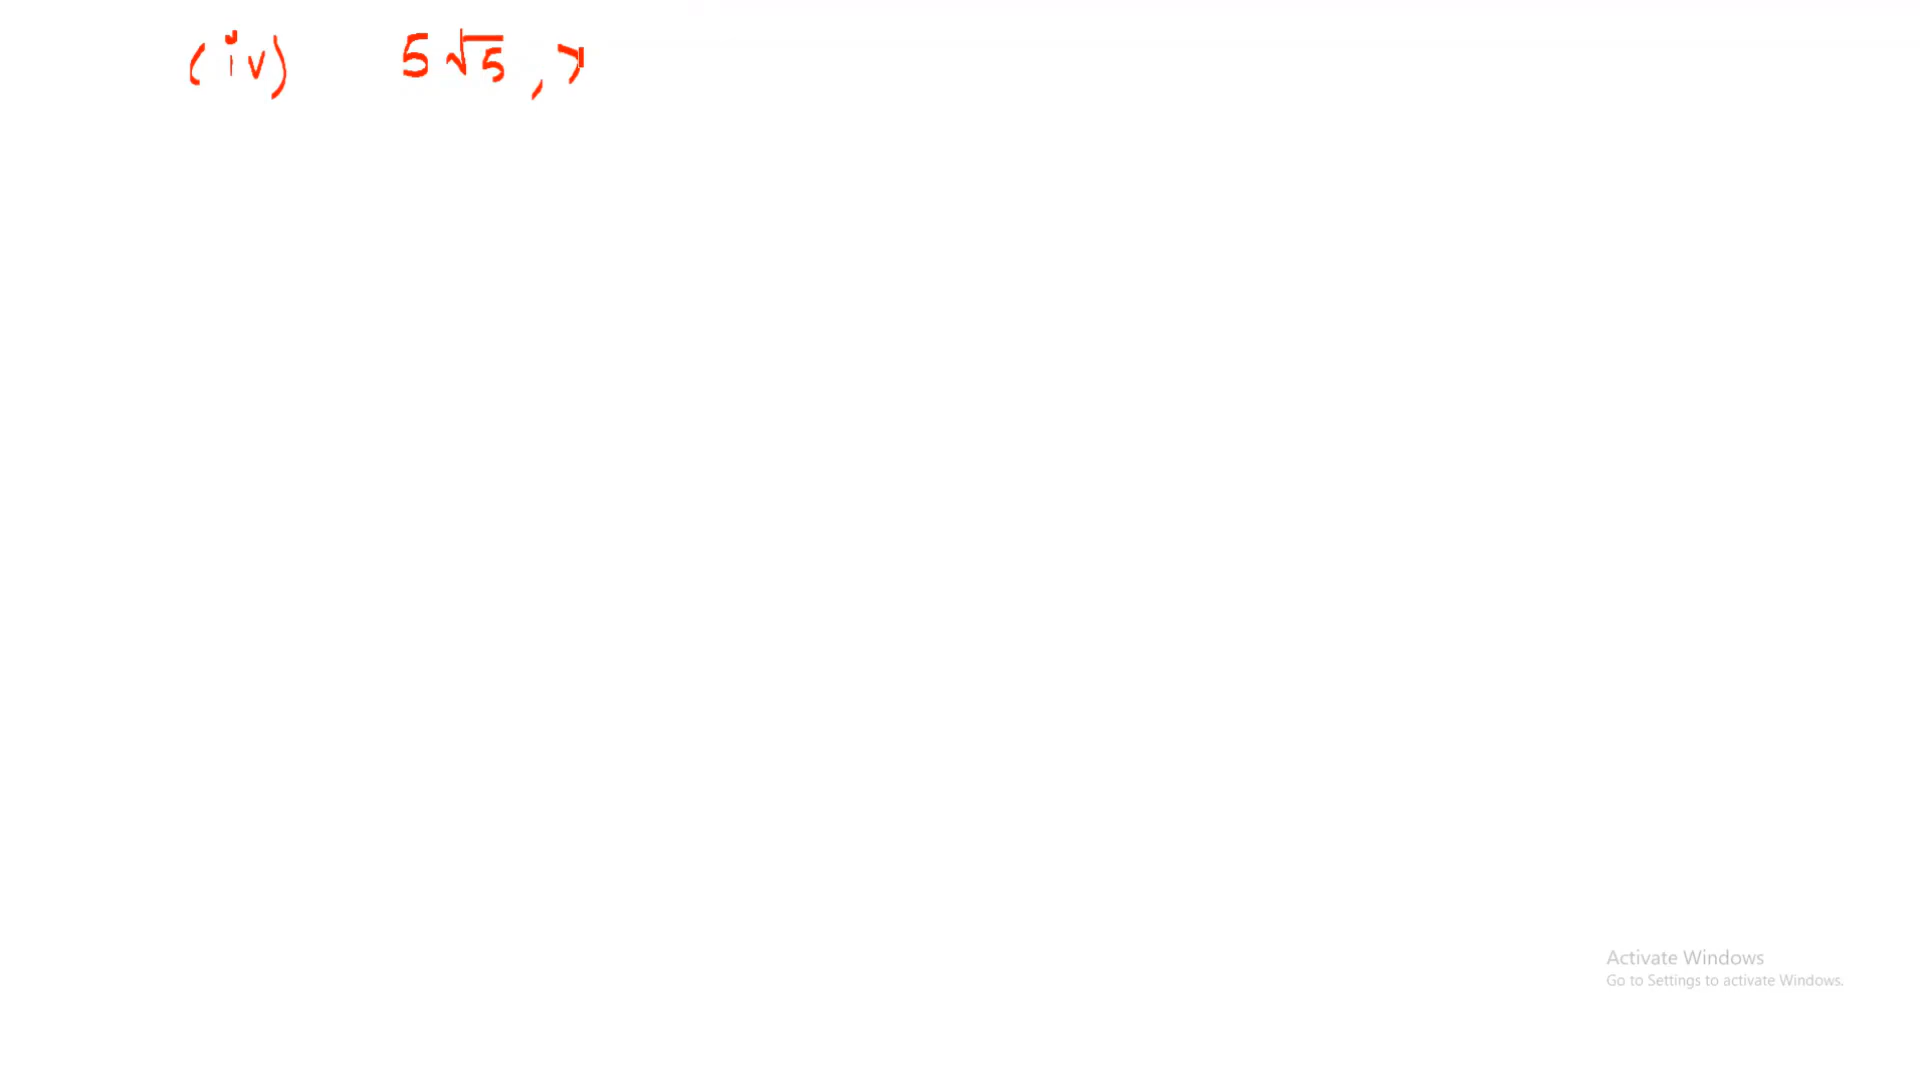 (iv) 5√5, 7
Activate Windows
Go to Settings to activate Windows.